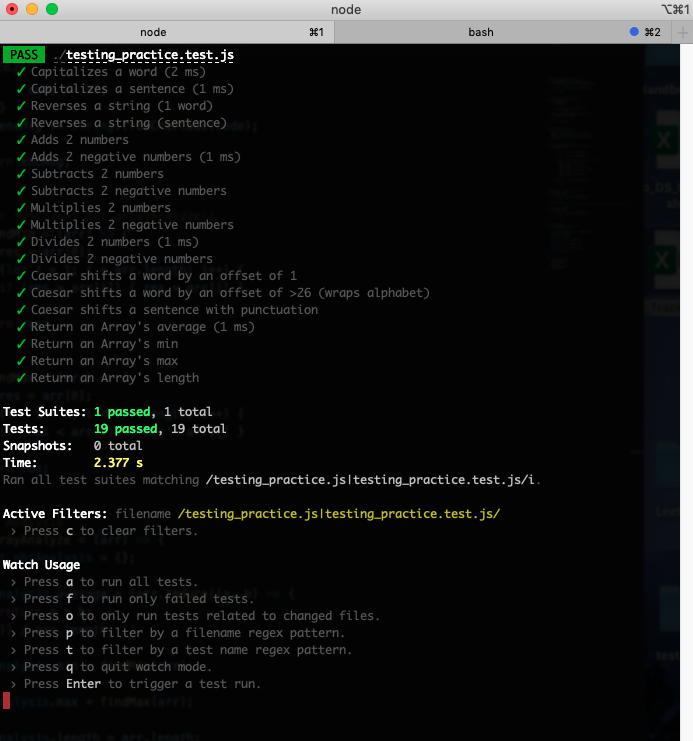 node
⌥⌘1
node ⌘1
bash ⌘2
PASS ./testing_practice.test.js
✓ Capitalizes a word (2 ms)
✓ Capitalizes a sentence (1 ms)
✓ Reverses a string (1 word)
✓ Reverses a string (sentence)
✓ Adds 2 numbers
✓ Adds 2 negative numbers (1 ms)
✓ Subtracts 2 numbers
✓ Subtracts 2 negative numbers
✓ Multiplies 2 numbers
✓ Multiplies 2 negative numbers
✓ Divides 2 numbers (1 ms)
✓ Divides 2 negative numbers
✓ Caesar shifts a word by an offset of 1
✓ Caesar shifts a word by an offset of >26 (wraps alphabet)
✓ Caesar shifts a sentence with punctuation
✓ Return an Array's average (1 ms)
✓ Return an Array's min
✓ Return an Array's max
✓ Return an Array's length
Test Suites: 1 passed, 1 total
Tests: 19 passed, 19 total
Snapshots: 0 total
Time: 2.377 s
Ran all test suites matching /testing_practice.js|testing_practice.test.js/i.
Active Filters: filename /testing_practice.js|testing_practice.test.js/
› Press c to clear filters.
Watch Usage
› Press a to run all tests.
› Press f to run only failed tests.
› Press o to only run tests related to changed files.
› Press p to filter by a filename regex pattern.
› Press t to filter by a test name regex pattern.
› Press q to quit watch mode.
› Press Enter to trigger a test run.